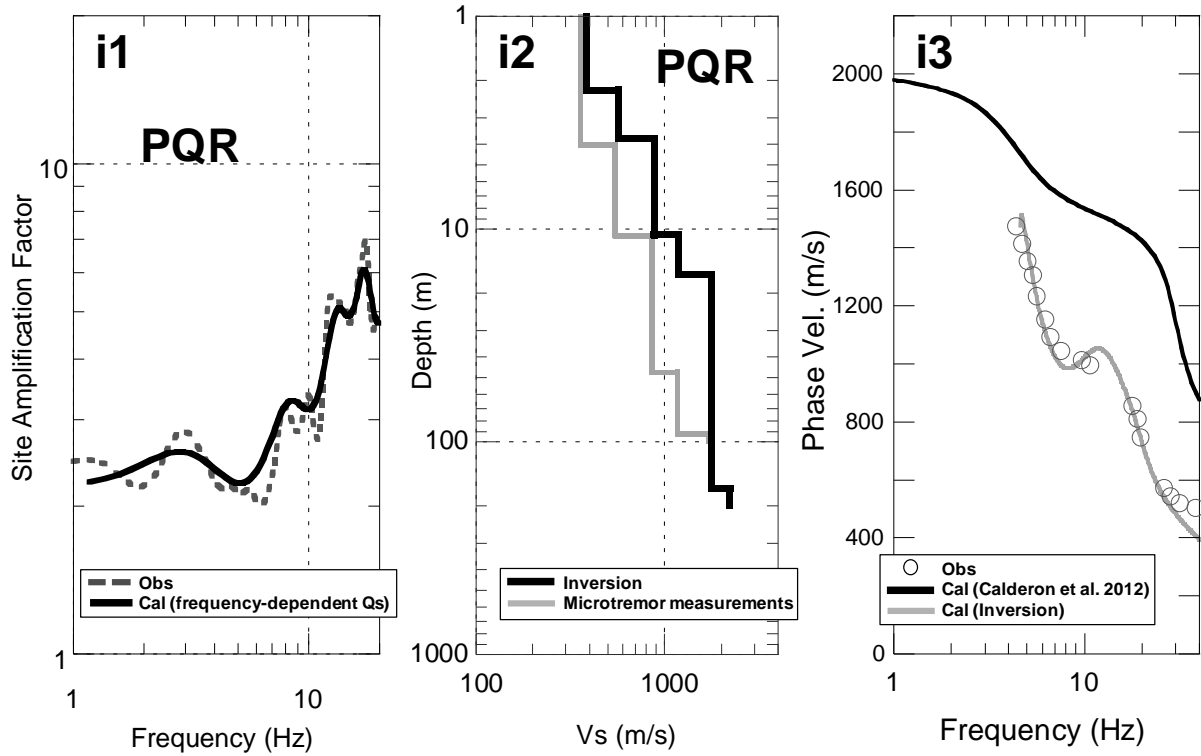 i1
PQR
10
1
Site Amplification Factor
Obs
Cal (frequency-dependent Qs)
1
10
Frequency (Hz)
i2
PQR
1
10
100
1000
Depth (m)
Inversion
Microtremor measurements
100
1000
Vs (m/s)
i3
2000
1600
1200
800
400
0
Phase Vel. (m/s)
Obs
Cal (Calderon et al. 2012)
Cal (Inversion)
1
10
Frequency (Hz)